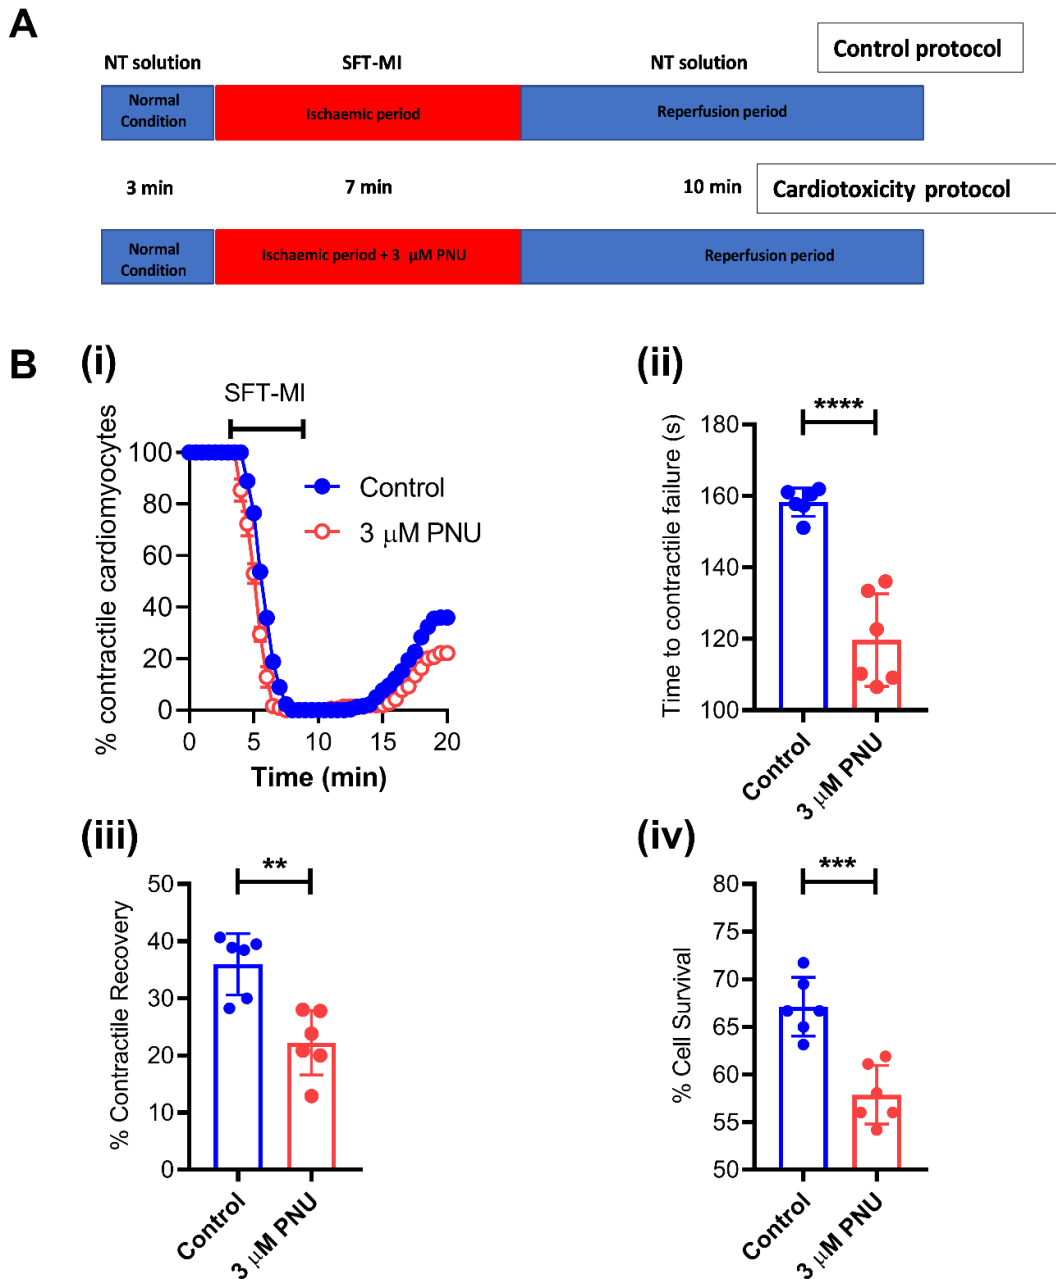 A
Control protocol
NT solution SFT-MI NT solution
Normal Condition Ischaemic period Reperfusion period
3 min 7 min 10 min
Cardiotoxicity protocol
Normal Condition Ischaemic period + 3 µM PNU Reperfusion period
B
(i)
SFT-MI
% contractile cardiomyocytes
100
80
60
40
20
0
Control
3 µM PNU
0 5 10 15 20
Time (min)
(ii)
****
Time to contractile failure (s)
180
160
140
120
100
Control
3 µM PNU
(iii)
**
% Contractile Recovery
50
40
30
20
10
0
Control
3 µM PNU
(iv)
***
% Cell Survival
80
75
70
65
60
55
50
Control
3 µM PNU